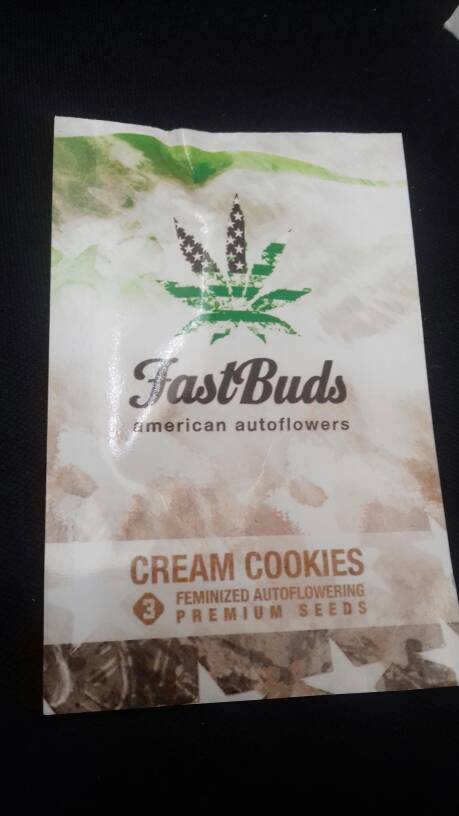 FastBuds
american autoflowers
CREAM COOKIES
3 FEMINIZED AUTOFLOWERING
PREMIUM SEEDS